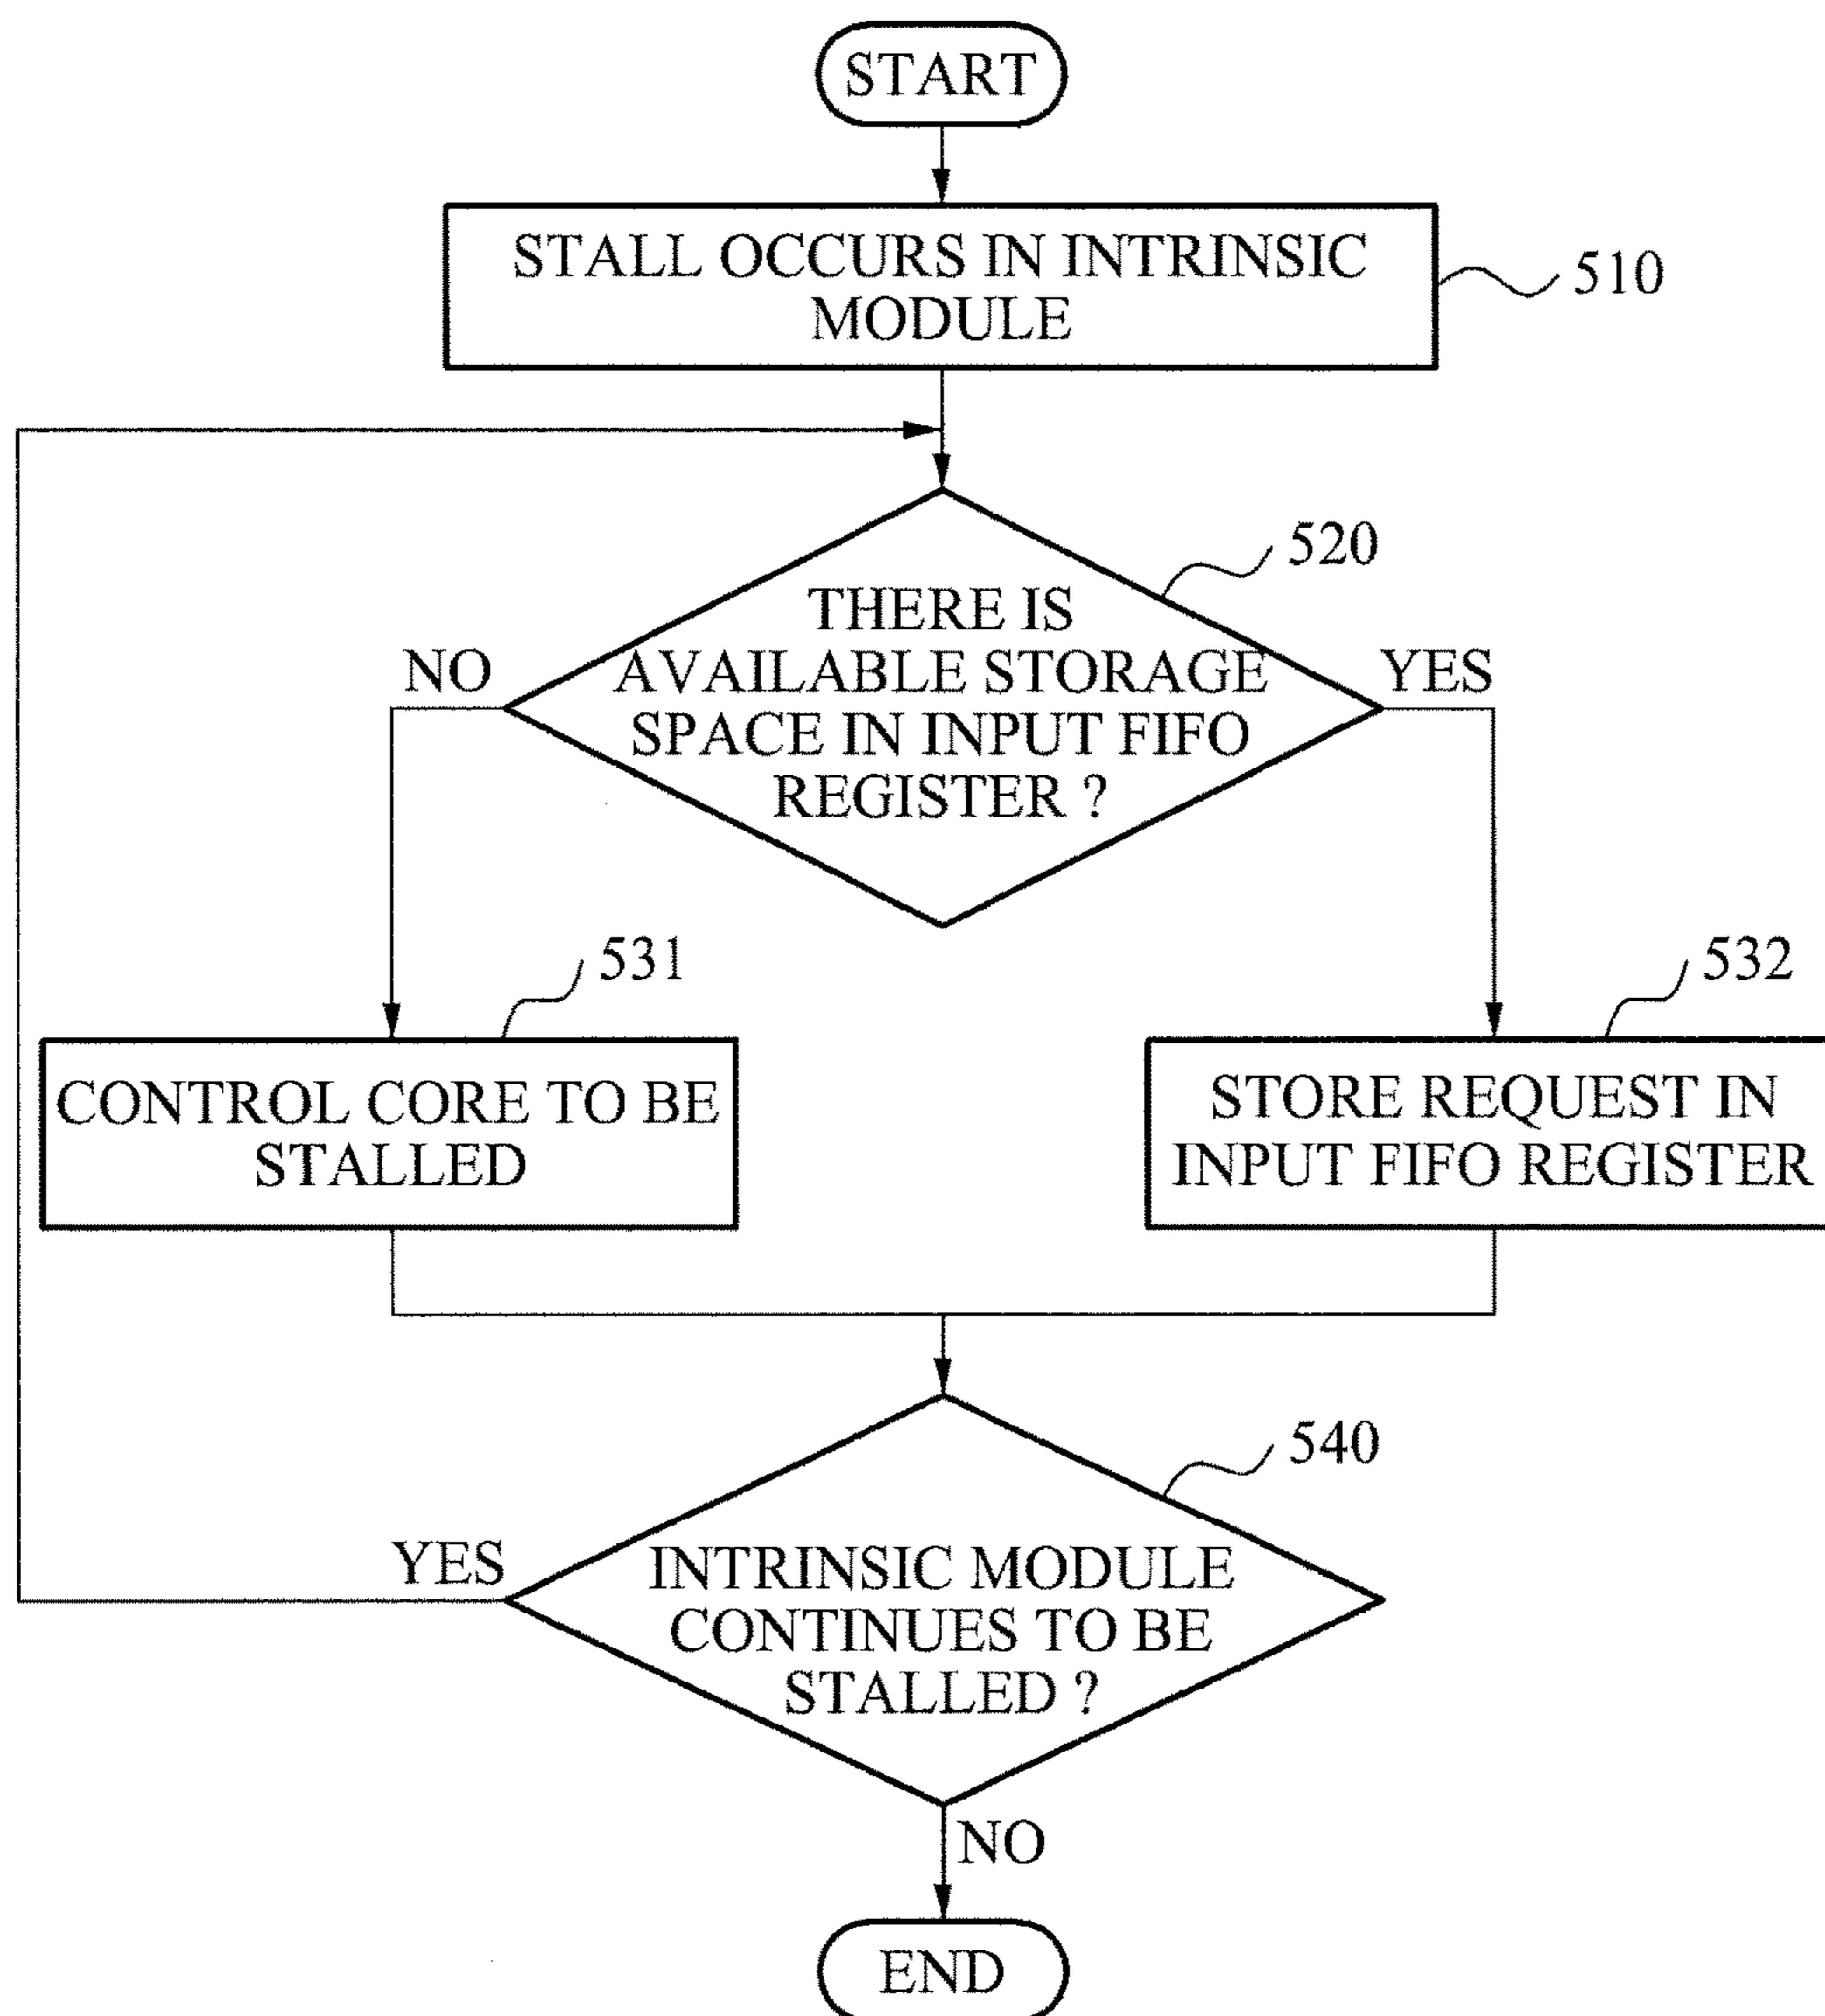 START
STALL OCCURS IN INTRINSIC
MODULE
510
520
THERE IS
AVAILABLE STORAGE
SPACE IN INPUT FIFO
REGISTER ?
NO
YES
531
532
CONTROL CORE TO BE
STALLED
STORE REQUEST IN
INPUT FIFO REGISTER
540
YES
INTRINSIC MODULE
CONTINUES TO BE
STALLED ?
NO
END